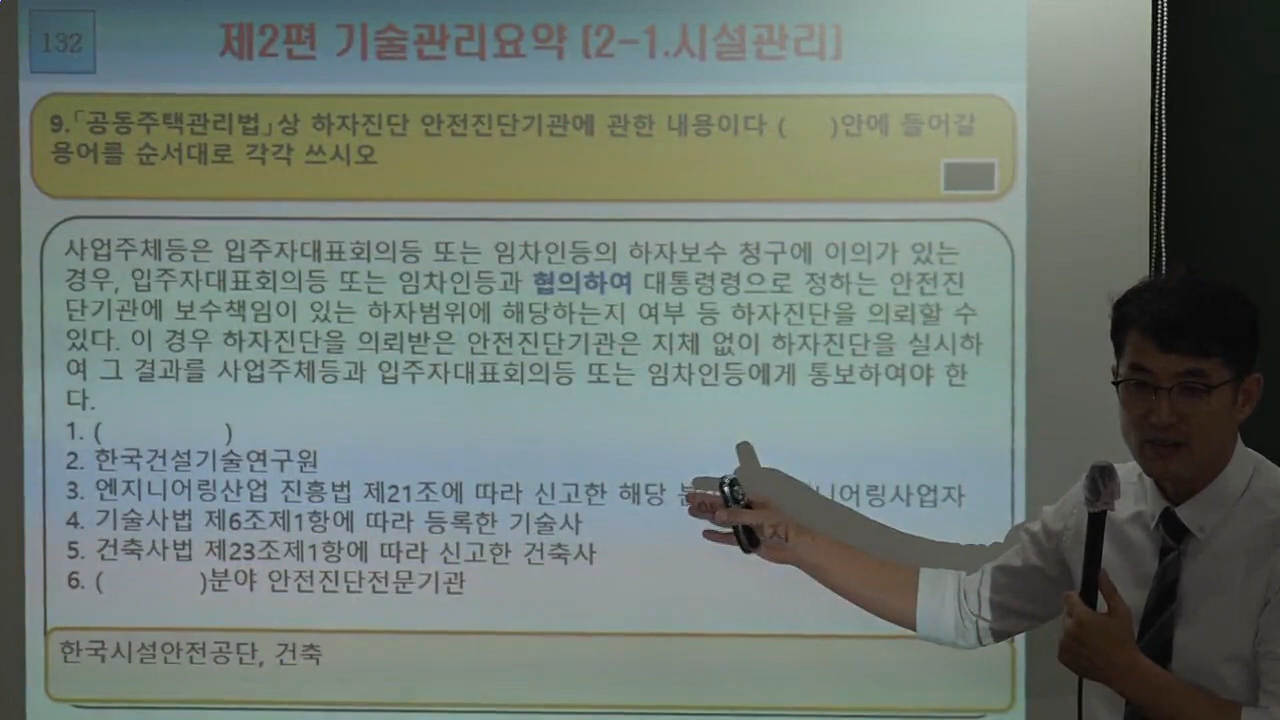 132
제2편 기술관리요약 [2-1.시설관리]
9.「공동주택관리법」상 하자진단 안전진단기관에 관한 내용이다 ( )안에 들어갈
용어를 순서대로 각각 쓰시오
사업주체등은 입주자대표회의등 또는 임차인등의 하자보수 청구에 이의가 있는
경우, 입주자대표회의등 또는 임차인등과 협의하여 대통령령으로 정하는 안전진
단기관에 보수책임이 있는 하자범위에 해당하는지 여부 등 하자진단을 의뢰할 수
있다. 이 경우 하자진단을 의뢰받은 안전진단기관은 지체 없이 하자진단을 실시하
여 그 결과를 사업주체등과 입주자대표회의등 또는 임차인등에게 통보하여야 한
다.
1. ( )
2. 한국건설기술연구원
3. 엔지니어링산업 진흥법 제21조에 따라 신고한 해당 니어링사업자
4. 기술사법 제6조제1항에 따라 등록한 기술사
5. 건축사법 제23조제1항에 따라 신고한 건축사
6. ( )분야 안전진단전문기관
한국시설안전공단, 건축